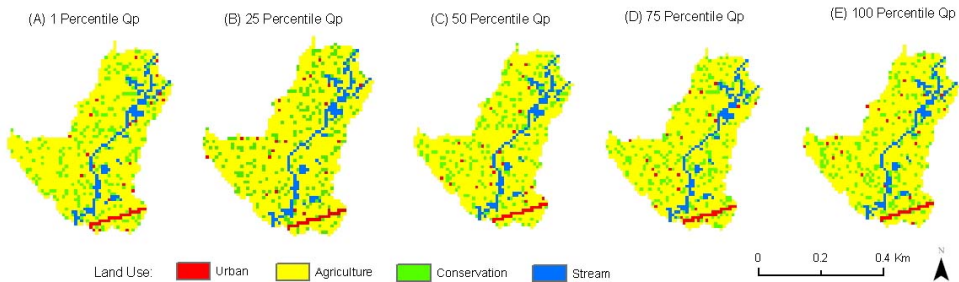 (A) 1 Percentile Qp
(B) 25 Percentile Qp
(C) 50 Percentile Qp
(D) 75 Percentile Qp
(E) 100 Percentile Qp
Land Use:
Urban
Agriculture
Conservation
Stream
0 0.2 0.4 Km
N